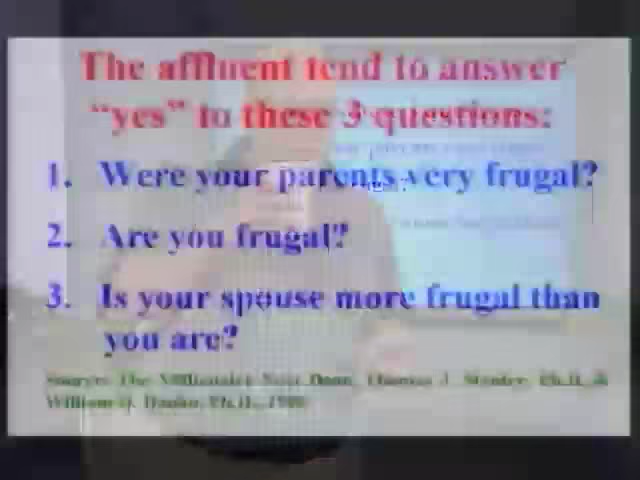 The affluent tend to answer
"yes" to these 3 questions:
1. Were your parents very frugal?
2. Are you frugal?
3. Is your spouse more frugal than
you are?
Source: The Millionaire Next Door, Thomas J. Stanley, Ph.D. &
William D. Danko, Ph.D.,